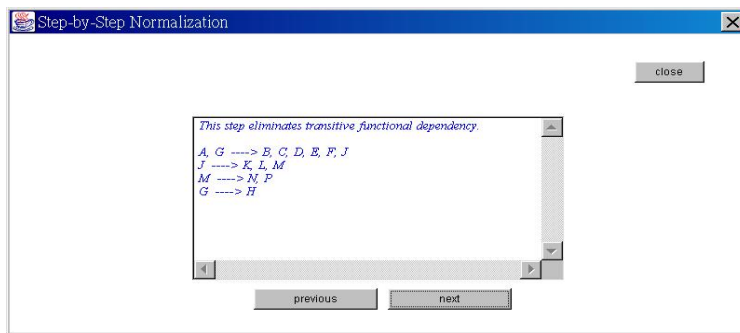 Step-by-Step Normalization
close
This step eliminates transitive functional dependency.
A, G ----> B, C, D, E, F, J
J ----> K, L, M
M ----> N, P
G ----> H
previous
next